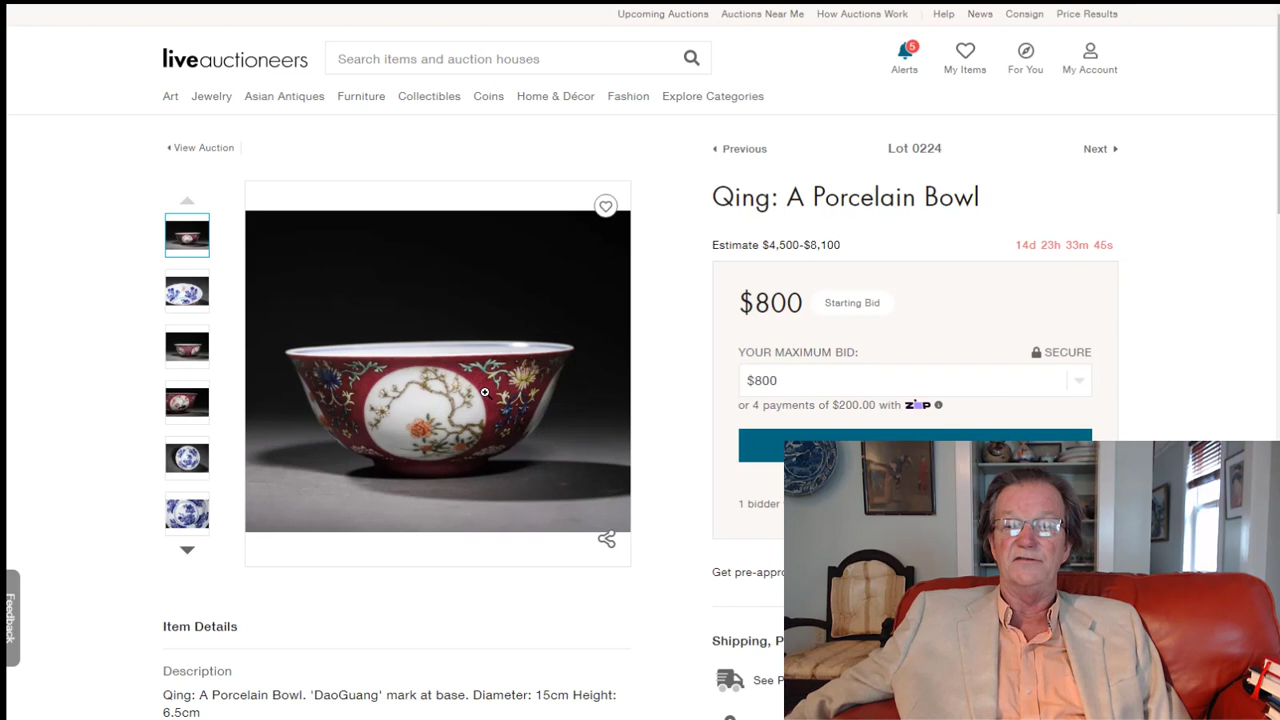 Upcoming Auctions Auctions Near Me How Auctions Work Help News Consign Price Results
liveauctioneers
Search items and auction houses
5
Alerts My Items For You My Account
Art Jewelry Asian Antiques Furniture Collectibles Coins Home & Décor Fashion Explore Categories
View Auction
Previous Lot 0224 Next
Qing: A Porcelain Bowl
Estimate $4,500-$8,100 14d 23h 33m 45s
$800 Starting Bid
YOUR MAXIMUM BID: SECURE
$800
or 4 payments of $200.00 with ZIP
1 bidder
Get pre-appro
Feedback
Item Details
Shipping, P
Description
See P
Qing: A Porcelain Bowl. 'DaoGuang' mark at base. Diameter: 15cm Height:
6.5cm